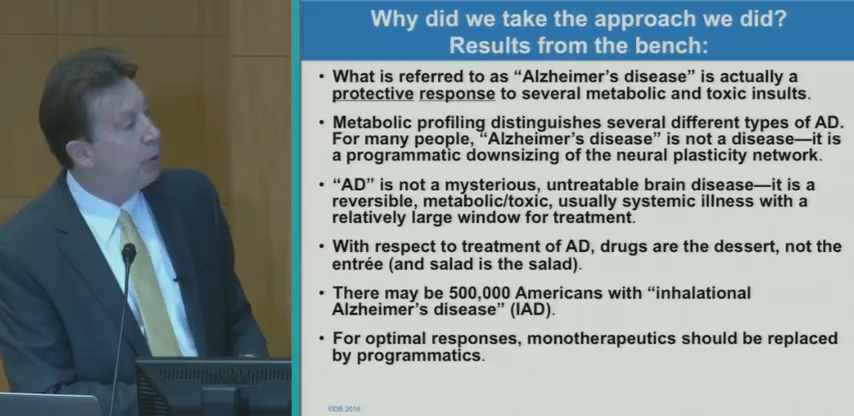 Why did we take the approach we did?
Results from the bench:
• What is referred to as “Alzheimer’s disease” is actually a
protective response to several metabolic and toxic insults.
• Metabolic profiling distinguishes several different types of AD.
For many people, “Alzheimer’s disease” is not a disease—it is
a programmatic downsizing of the neural plasticity network.
• “AD” is not a mysterious, untreatable brain disease—it is a
reversible, metabolic/toxic, usually systemic illness with a
relatively large window for treatment.
• With respect to treatment of AD, drugs are the dessert, not the
entrée (and salad is the salad).
• There may be 500,000 Americans with “inhalational
Alzheimer’s disease” (IAD).
• For optimal responses, monotherapeutics should be replaced
by programmatics.
©DB 2016